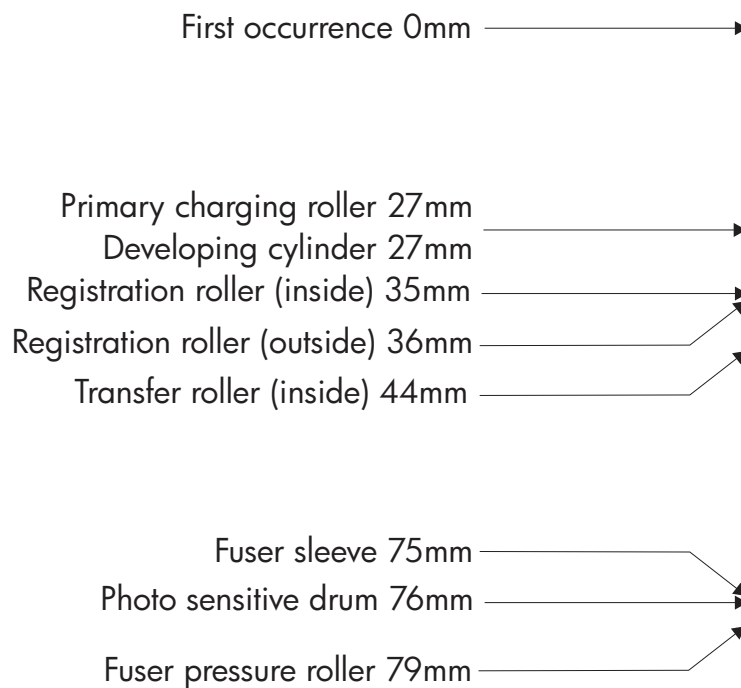 First occurrence 0mm
Primary charging roller 27mm
Developing cylinder 27mm
Registration roller (inside) 35mm
Registration roller (outside) 36mm
Transfer roller (inside) 44mm
Fuser sleeve 75mm
Photo sensitive drum 76mm
Fuser pressure roller 79mm